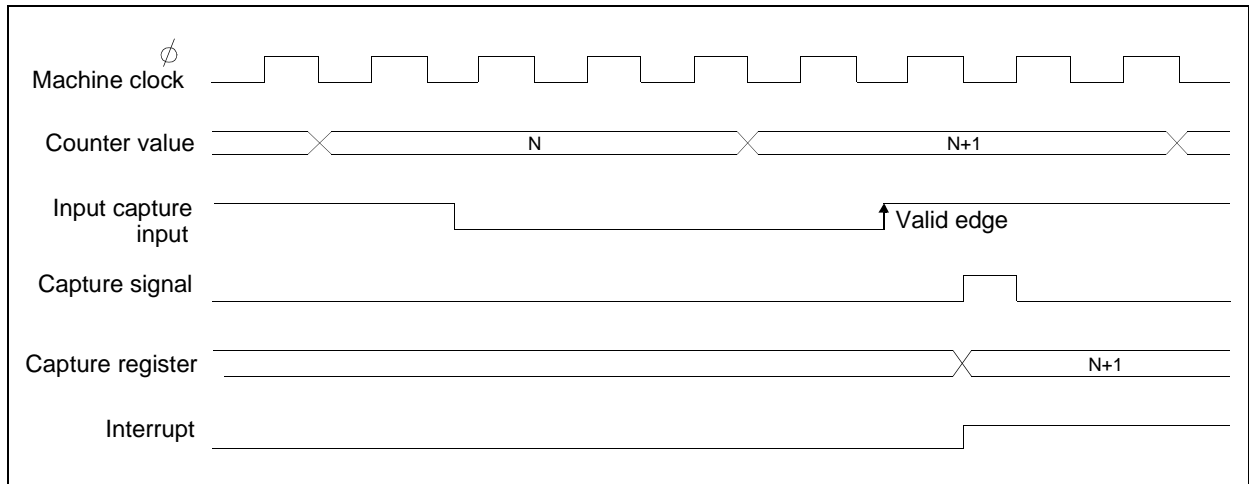 ϕ
Machine clock
Counter value
N
N+1
Input capture
input
Valid edge
Capture signal
Capture register
N+1
Interrupt